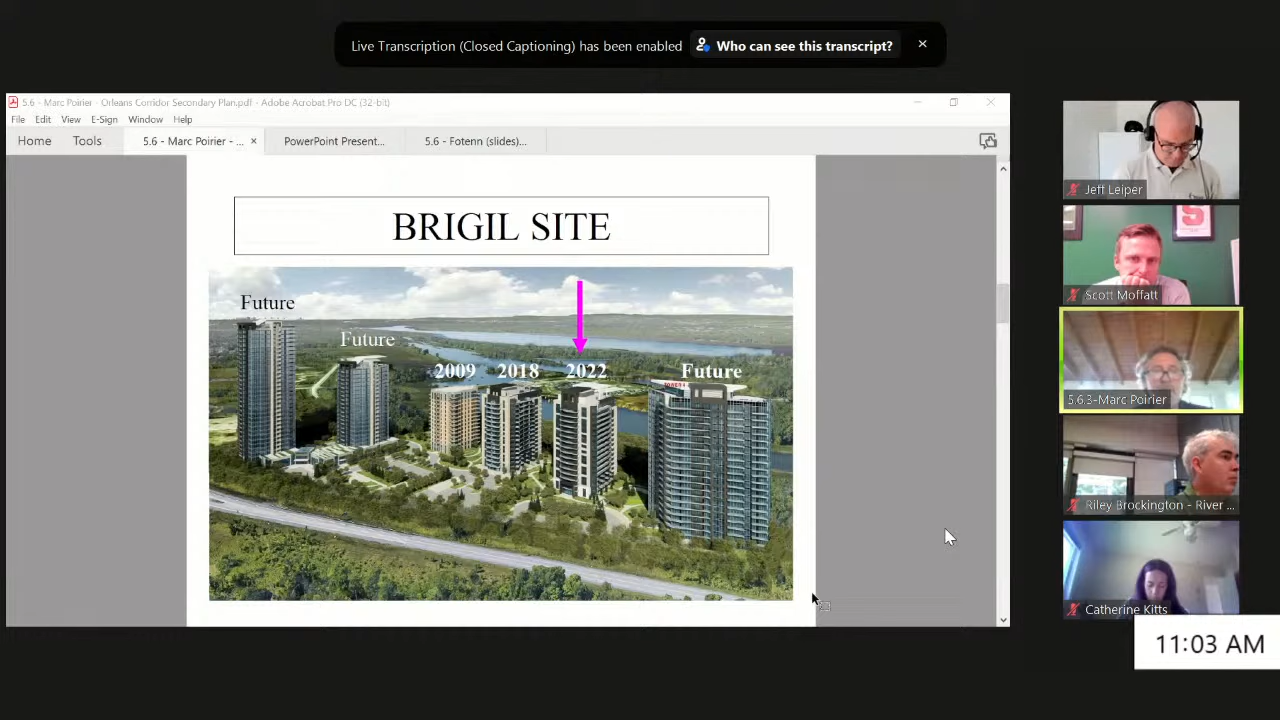 Live Transcription (Closed Captioning) has been enabled
Who can see this transcript?
5.6 - Marc Poirier - Orleans Corridor Secondary Plan.pdf - Adobe Acrobat Pro DC (32-bit)
File Edit View E-Sign Window Help
Home Tools 5.6 - Marc Poirier - ... PowerPoint Present... 5.6 - Fotenn (slides)...
BRIGIL SITE
Future
Future
2009 2018 2022 Future
Jeff Leiper
Scott Moffatt
5.6.3-Marc Poirier
Riley Brockington - River ...
Catherine Kitts
11:03 AM